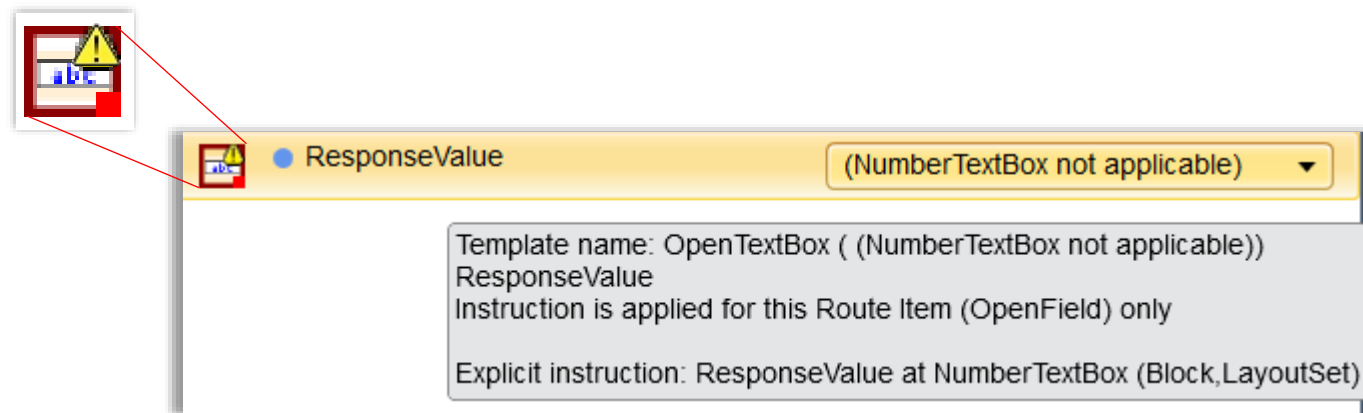 abc
ResponseValue
(NumberTextBox not applicable)
Template name: OpenTextBox ( (NumberTextBox not applicable))
ResponseValue
Instruction is applied for this Route Item (OpenField) only
Explicit instruction: ResponseValue at NumberTextBox (Block,LayoutSet)